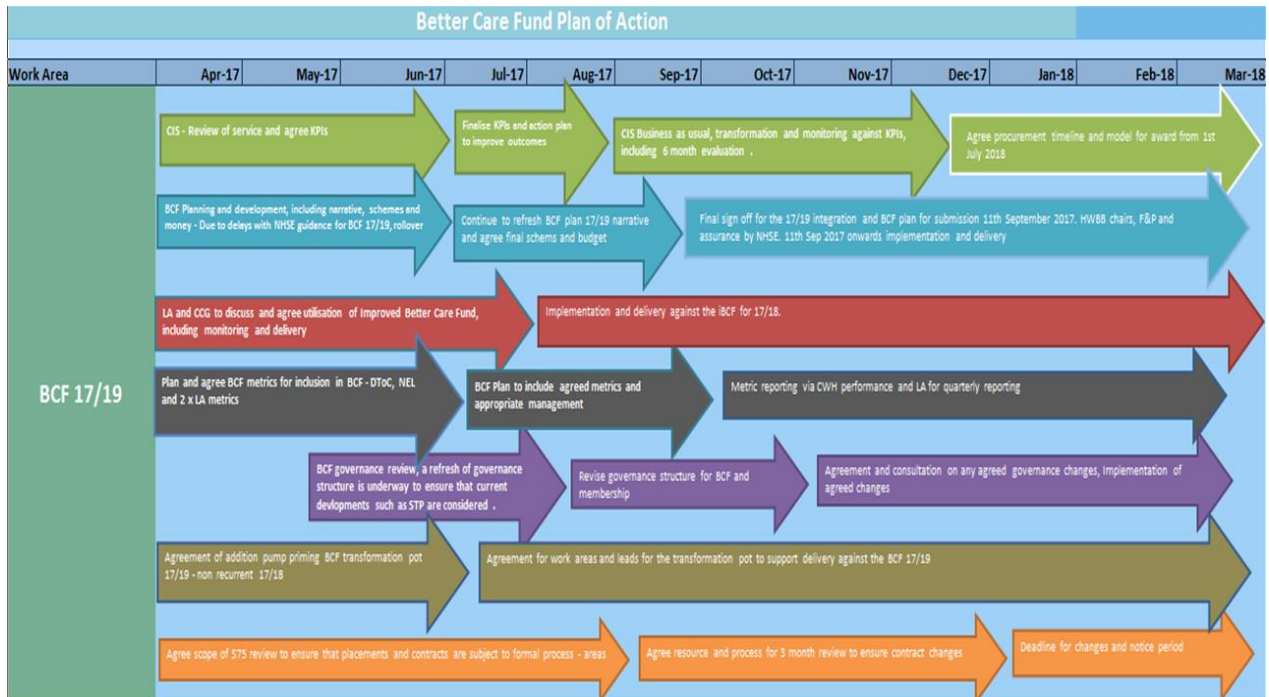 Better Care Fund Plan of Action
Work Area
Apr-17
May-17
Jun-17
Jul-17
Aug-17
Sep-17
Oct-17
Nov-17
Dec-17
Jan-18
Feb-18
Mar-18
BCF 17/19
CIS - Review of service and agree KPIs
Finalise KPIs and action plan
to improve outcomes
CIS Business as usual, transformation and monitoring against KPIs,
including 6 month evaluation .
Agree procurement timeline and model for award from 1st
July 2018
BCF Planning and development, including narrative, schemes and
money - Due to delays with NHSE guidance for BCF 17/19, rollover
Continue to refresh BCF plan 17/19 narrative
and agree final schems and budget
Final sign off for the 17/19 integration and BCF plan for submission 11th September 2017. HWBB chairs, F&P and
assurance by NHSE. 11th Sep 2017 onwards implementation and delivery
LA and CCG to discuss and agree utilisation of Improved Better Care Fund,
including monitoring and delivery
Implementation and delivery against the iBCF for 17/18.
Plan and agree BCF metrics for inclusion in BCF - DToC, NEL
and 2 x LA metrics
BCF Plan to include agreed metrics and
appropriate management
Metric reporting via CWH performance and LA for quarterly reporting
BCF governance review, a refresh of governance
structure is underway to ensure that current
devlopments such as STP are considered .
Revise governance structure for BCF and
membership
Agreement and consultation on any agreed governance changes, Implementation of
agreed changes
Agreement of addition pump priming BCF transformation pot
17/19 - non recurrent 17/18
Agreement for work areas and leads for the transformation pot to support delivery against the BCF 17/19
Agree scope of S75 review to ensure that placements and contracts are subject to formal process - areas
Agree resource and process for 3 month review to ensure contract changes
Deadline for changes and notice period